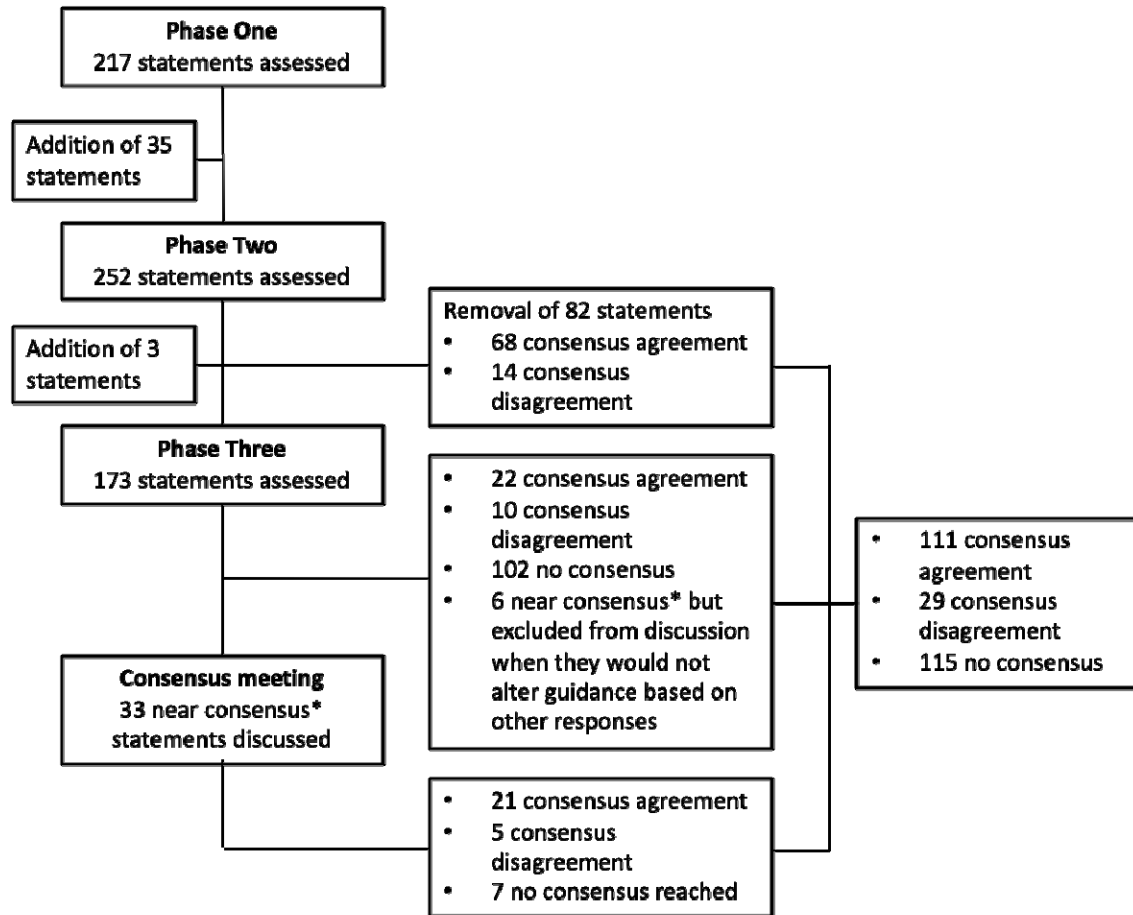 Phase One
217 statements assessed
Addition of 35
statements
Phase Two
252 statements assessed
Addition of 3
statements
Removal of 82 statements
• 68 consensus agreement
• 14 consensus
disagreement
Phase Three
173 statements assessed
• 22 consensus agreement
• 10 consensus
disagreement
• 102 no consensus
• 6 near consensus* but
excluded from discussion
when they would not
alter guidance based on
other responses
• 111 consensus
agreement
• 29 consensus
disagreement
• 115 no consensus
Consensus meeting
33 near consensus*
statements discussed
• 21 consensus agreement
• 5 consensus
disagreement
• 7 no consensus reached